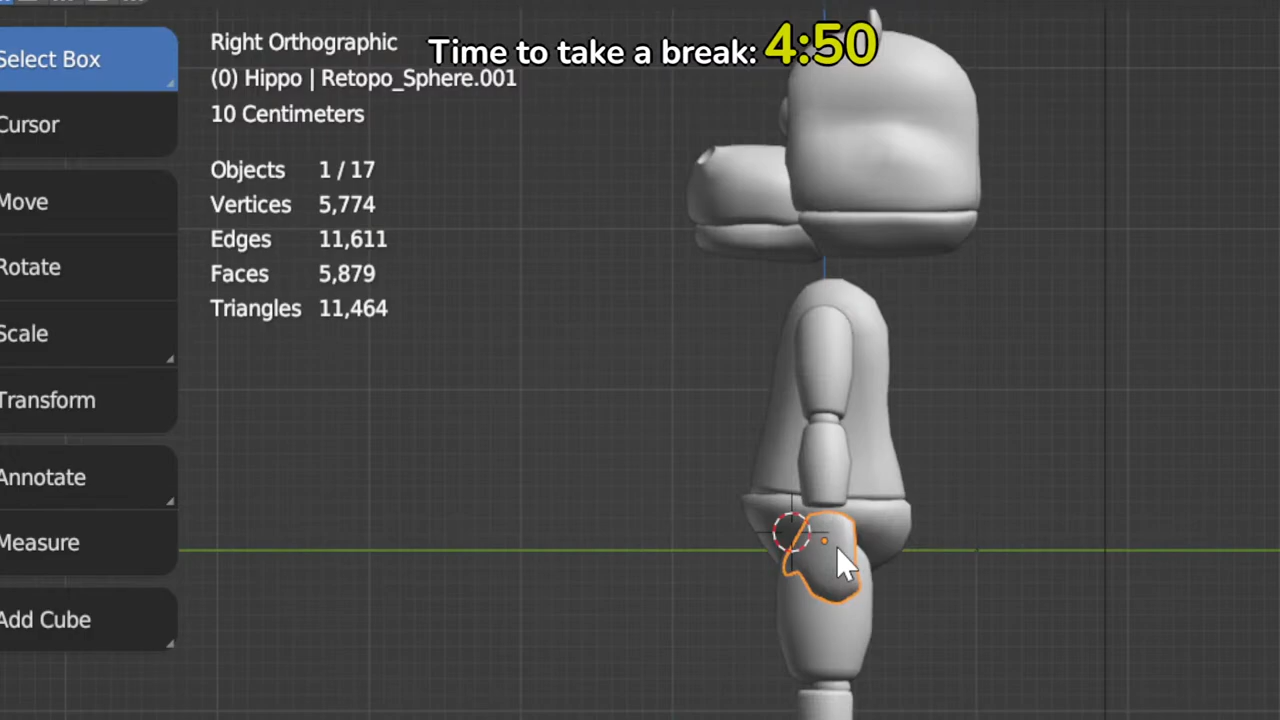 Time to take a break: 4:50
Select Box
Cursor
Move
Rotate
Scale
Transform
Annotate
Measure
Add Cube
Right Orthographic
(0) Hippo | Retopo_Sphere.001
10 Centimeters
Objects 1 / 17
Vertices 5,774
Edges 11,611
Faces 5,879
Triangles 11,464